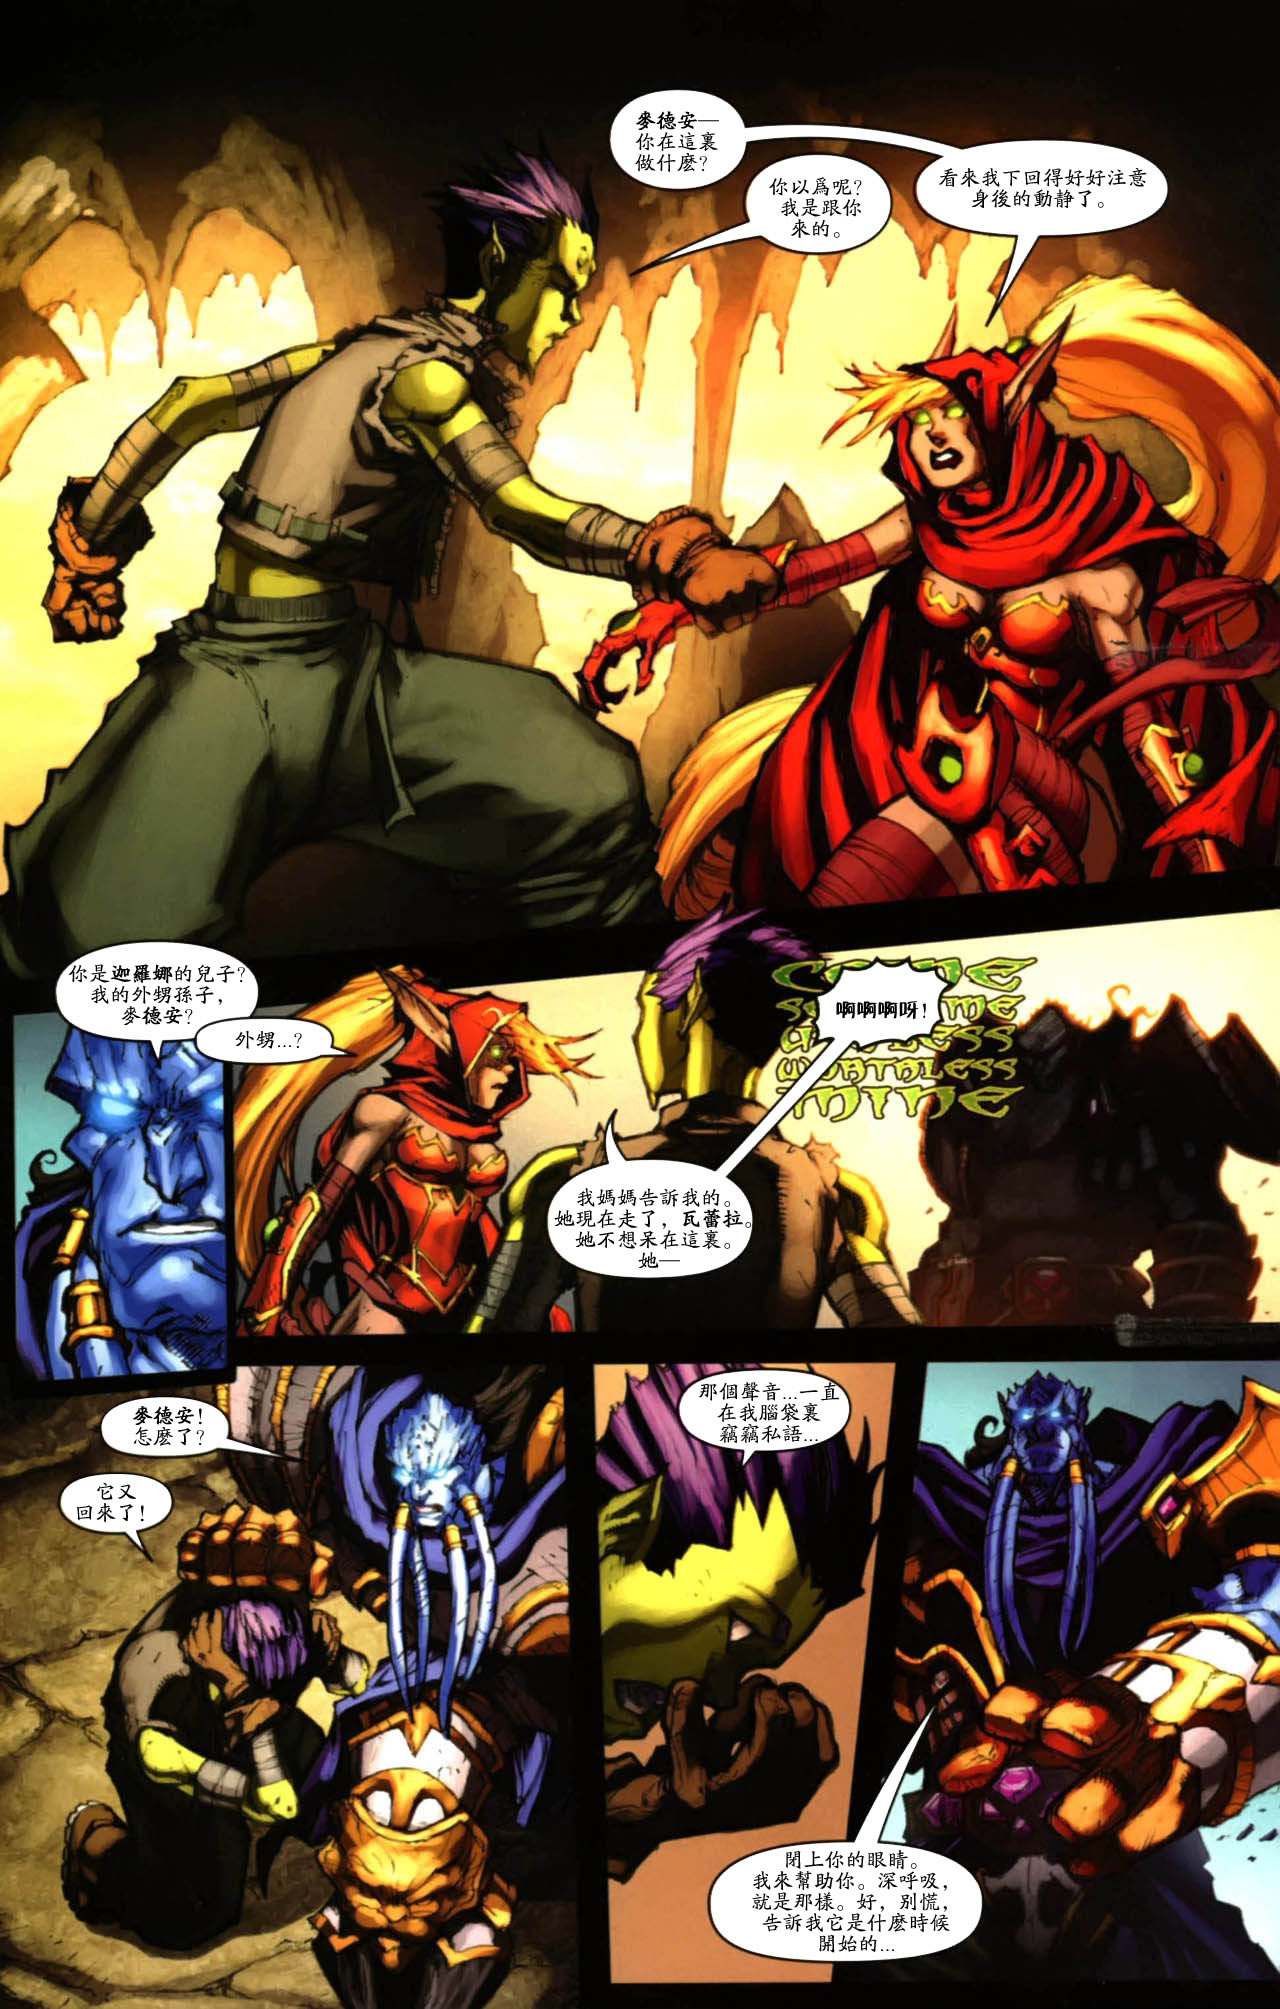 麥德安—
你在這裏
做什麽?
你以爲呢?
我是跟你
來的。
看來我下回得好好注意
身後的動静了。
你是迦羅娜的兒子?
我的外甥孫子,
麥德安?
外甥...?
我媽媽告訴我的。
她現在走了，瓦蕾拉。
她不想呆在這裏。
她—
啊啊啊呀!
WORTHLESS
MINE
麥德安!
怎麽了?
它又
回來了!
那個聲音...一直
在我腦袋裏
竊竊私語...
閉上你的眼睛。
我來幫助你。深呼吸，
就是那樣。好，别慌，
告訴我它是什麽時候
開始的...